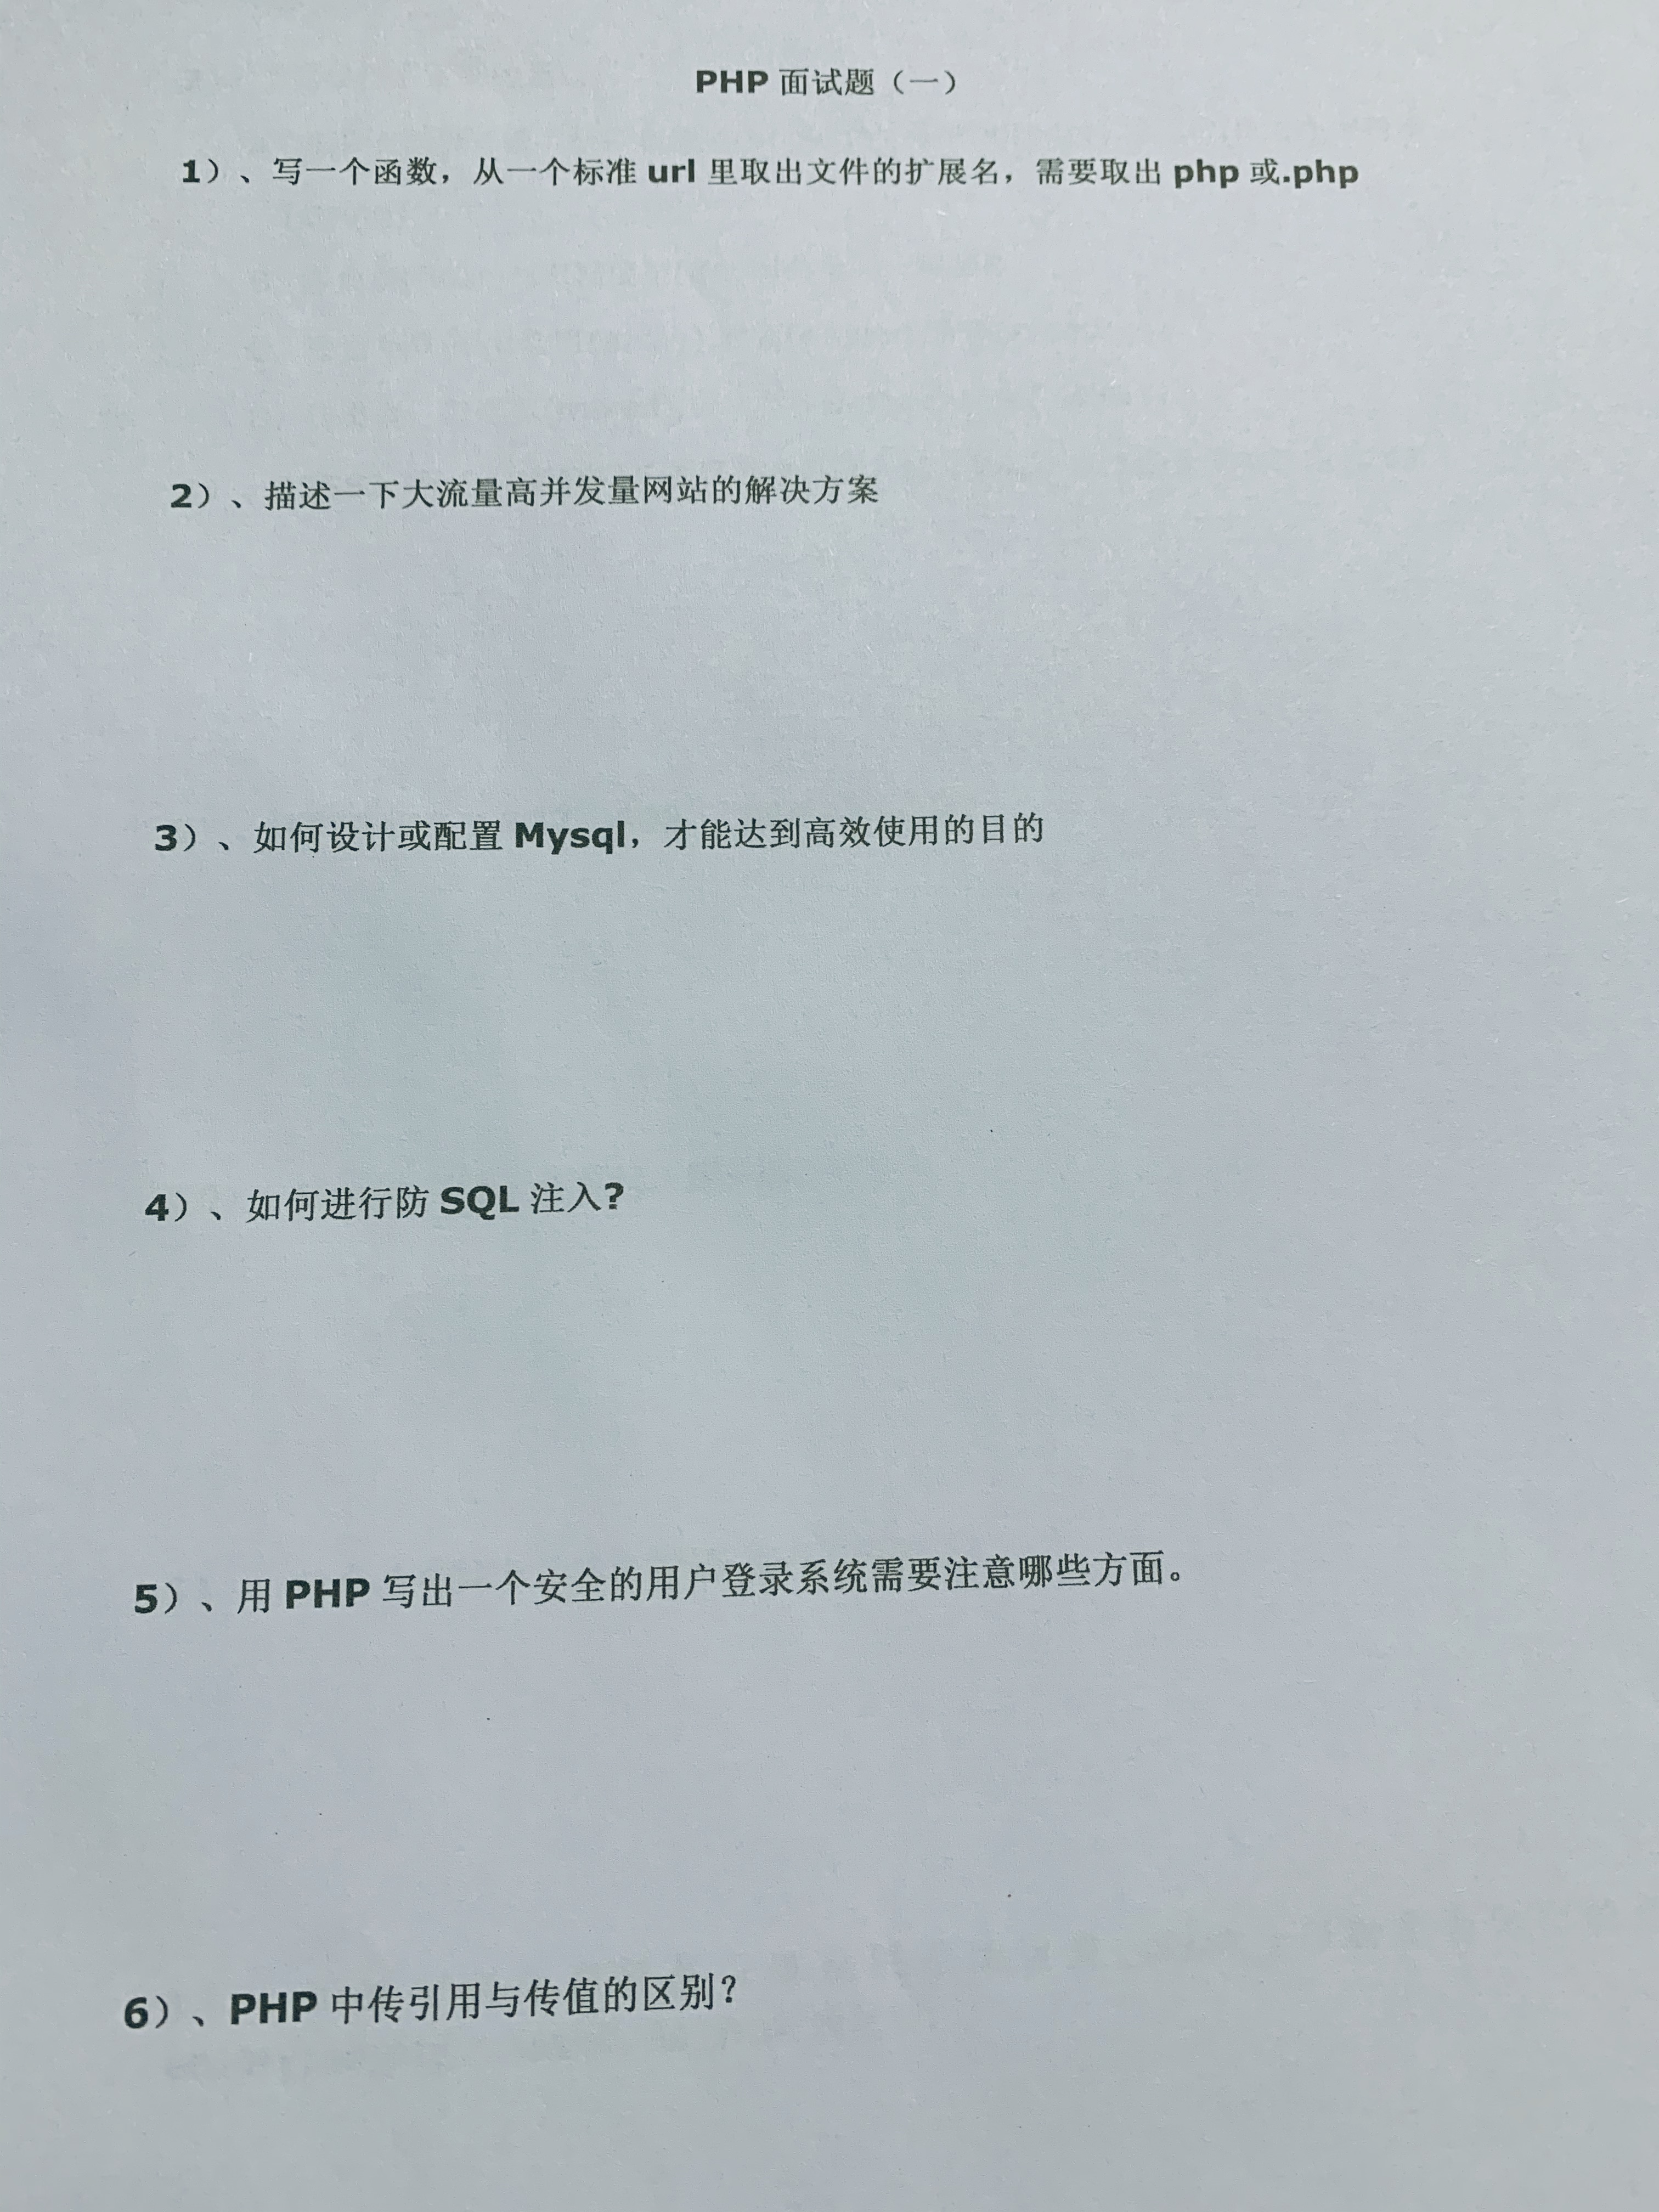 PHP 面试题（一）
1）、写一个函数，从一个标准 url 里取出文件的扩展名，需要取出 php 或.php
2）、描述一下大流量高并发量网站的解决方案
3）、如何设计或配置 Mysql，才能达到高效使用的目的
4）、如何进行防 SQL 注入?
5）、用 PHP 写出一个安全的用户登录系统需要注意哪些方面。
6）、PHP 中传引用与传值的区别？